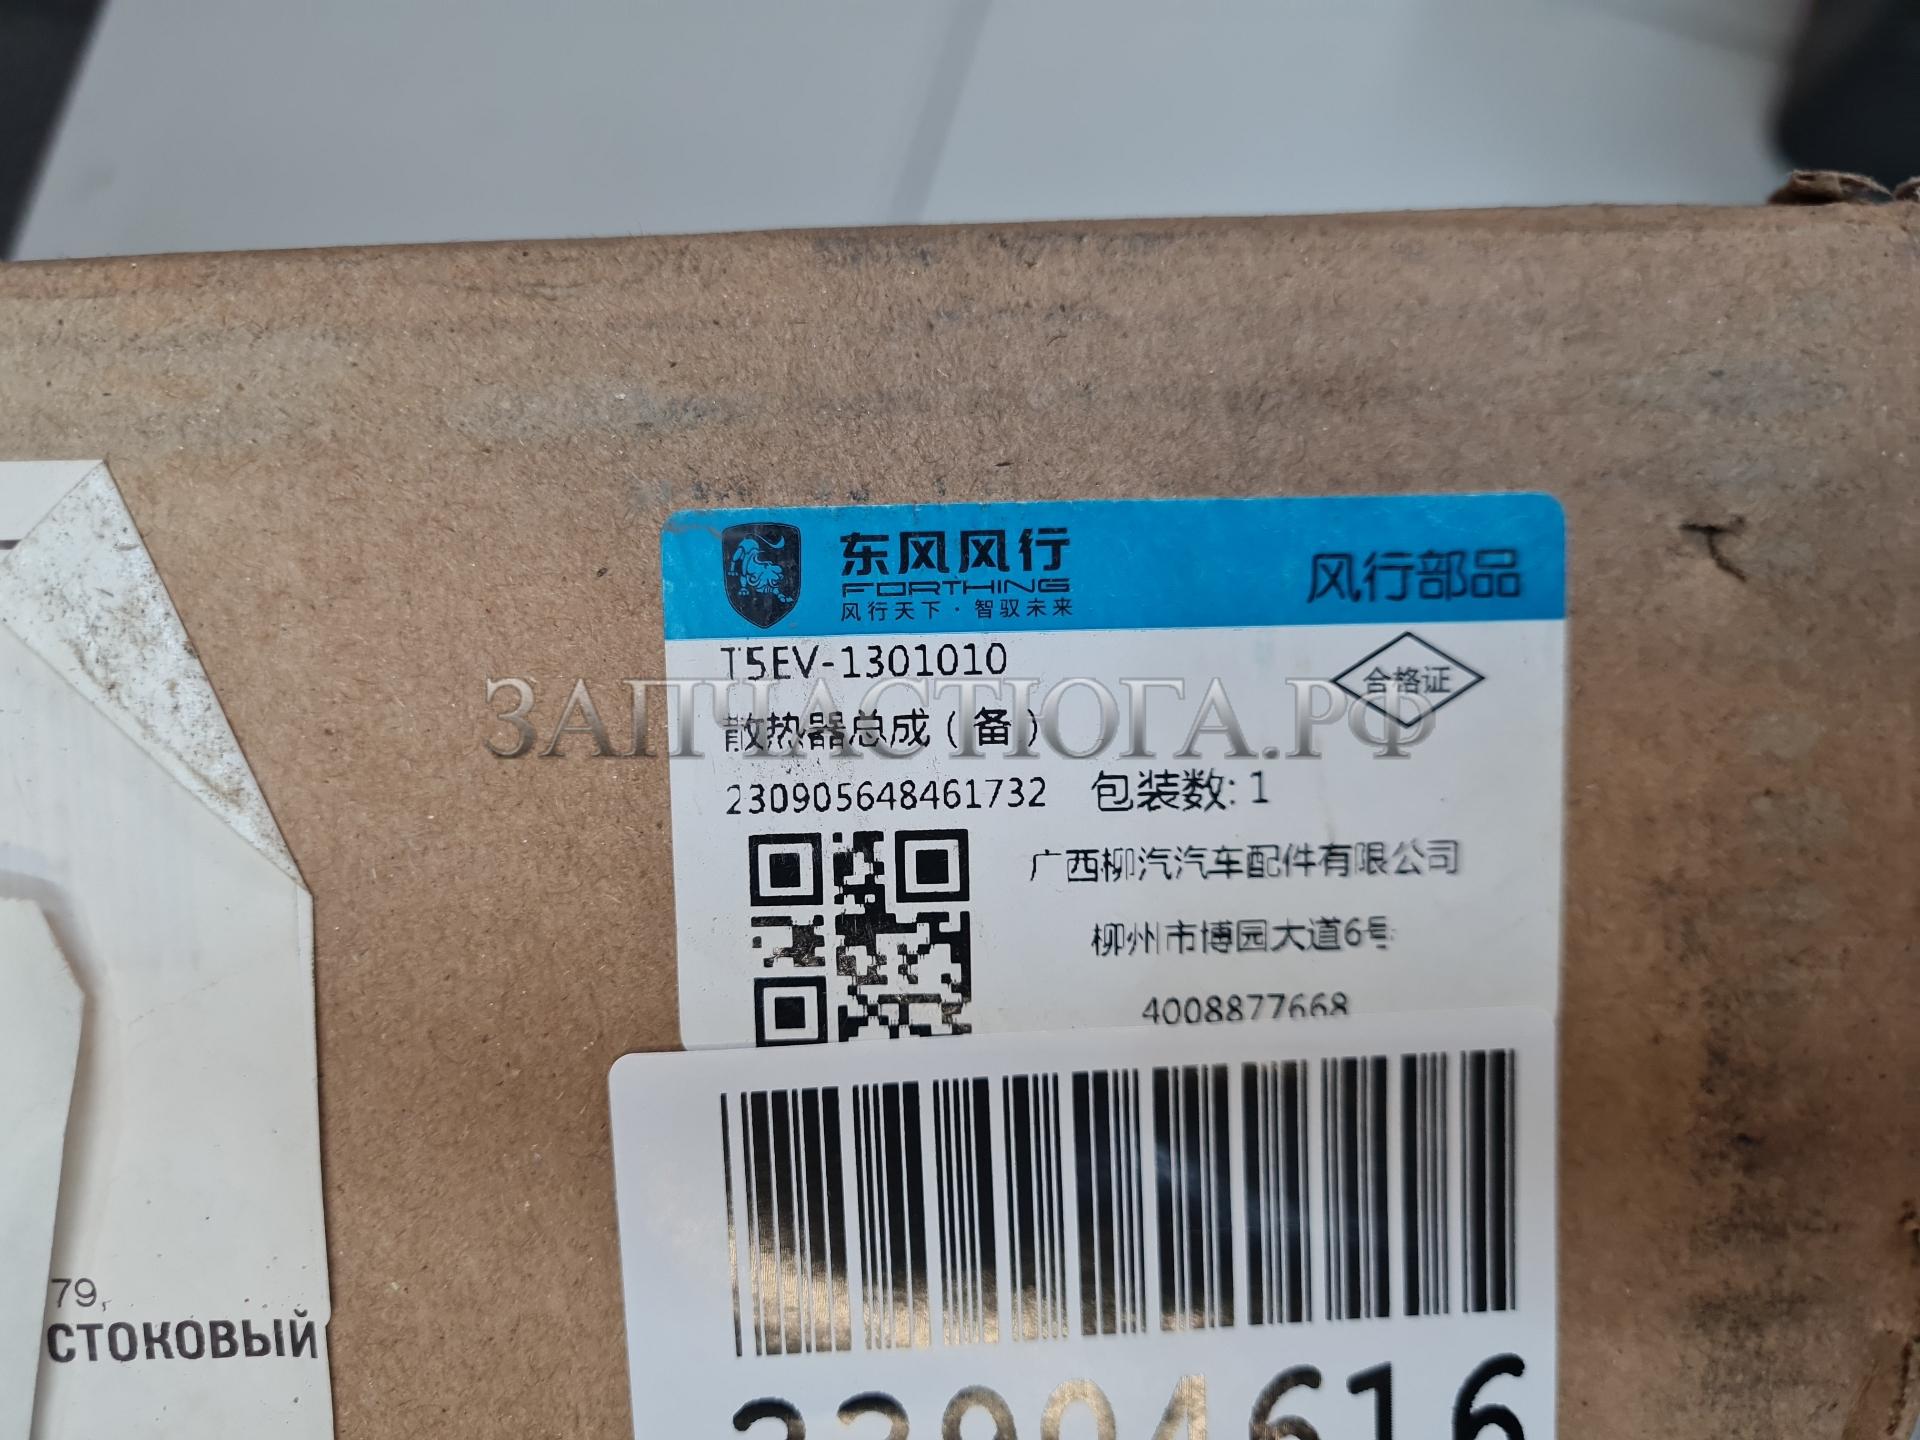 东风风行
FORTHING
风行天下·智驭未来
风行部品
T5EV-1301010
合格证
ЗАПЧАСТЮГА.РФ
散热器总成（备）
230905648461732 包装数: 1
广西柳汽汽车配件有限公司
柳州市博园大道6号
4008877668
79,
СТОКОВЫЙ